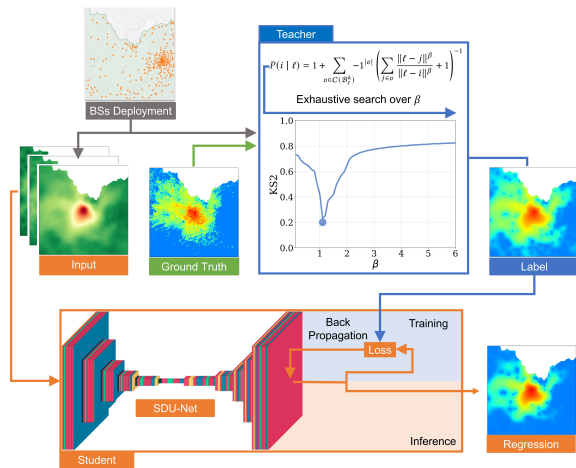 Teacher
P(i | ℓ) = 1 + ∑_{v∈C(ℬ_ℓ^k)} −1^{|v|} (∑_{j∈v} ‖ℓ − j‖^β / ‖ℓ − i‖^β + 1)^{−1}
Exhaustive search over β
BSs Deployment
KS2
1.0
0.8
0.6
0.4
0.2
0.0
0 1 2 3 4 5 6
β
Input
Ground Truth
Label
Back
Propagation
Training
Loss
SDU-Net
Inference
Student
Regression